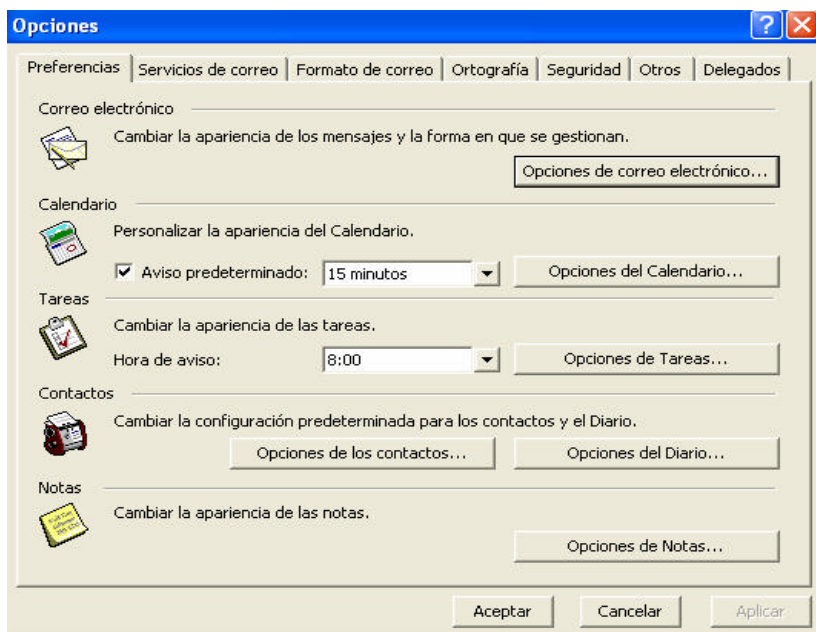 Opciones
Preferencias Servicios de correo Formato de correo Ortografía Seguridad Otros Delegados
Correo electrónico
Cambiar la apariencia de los mensajes y la forma en que se gestionan.
Opciones de correo electrónico...
Calendario
Personalizar la apariencia del Calendario.
Aviso predeterminado: 15 minutos Opciones del Calendario...
Tareas
Cambiar la apariencia de las tareas.
Hora de aviso: 8:00 Opciones de Tareas...
Contactos
Cambiar la configuración predeterminada para los contactos y el Diario.
Opciones de los contactos... Opciones del Diario...
Notas
Cambiar la apariencia de las notas.
Opciones de Notas...
Aceptar Cancelar Aplicar